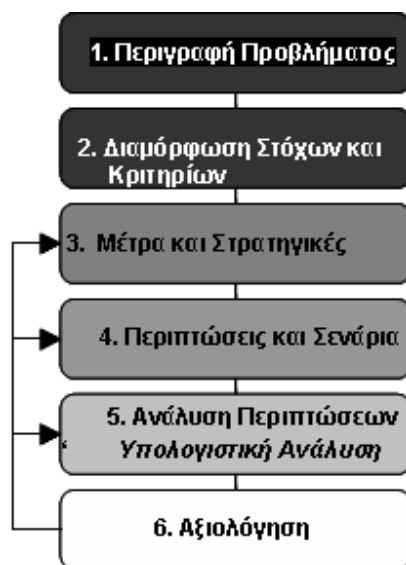 1. Περιγραφή Προβλήματος
2. Διαμόρφωση Στόχων και
Κριτηρίων
3. Μέτρα και Στρατηγικές
4. Περιπτώσεις και Σενάρια
5. Ανάλυση Περιπτώσεων
Υπολογιστική Ανάλυση
6. Αξιολόγηση